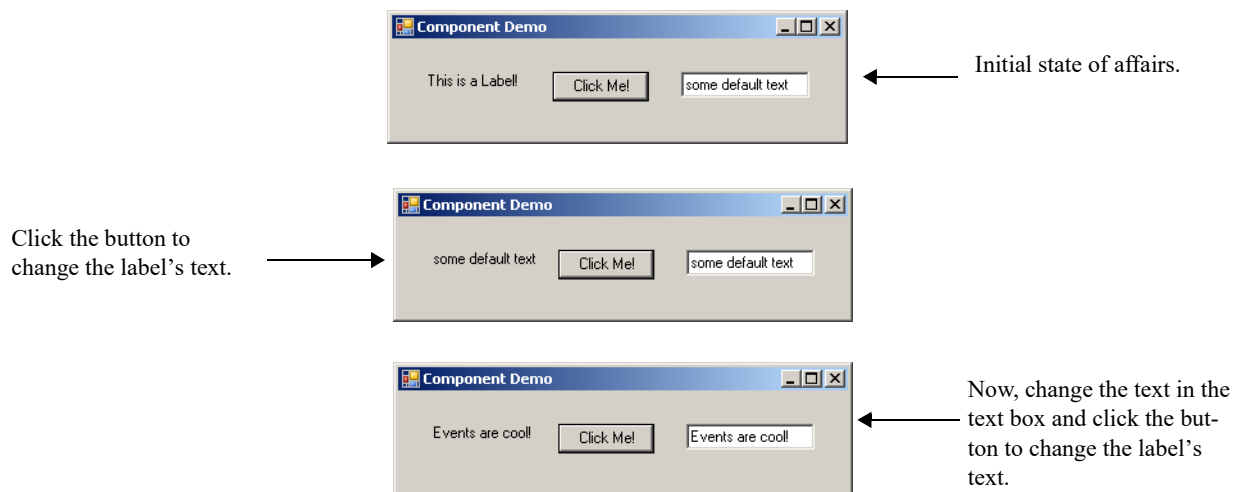 Component Demo
This is a Label!
Click Me!
some default text
Initial state of affairs.
Click the button to
change the label’s text.
Component Demo
some default text
Click Me!
some default text
Component Demo
Events are cool!
Click Me!
Events are cool!
Now, change the text in the
text box and click the but-
ton to change the label’s
text.